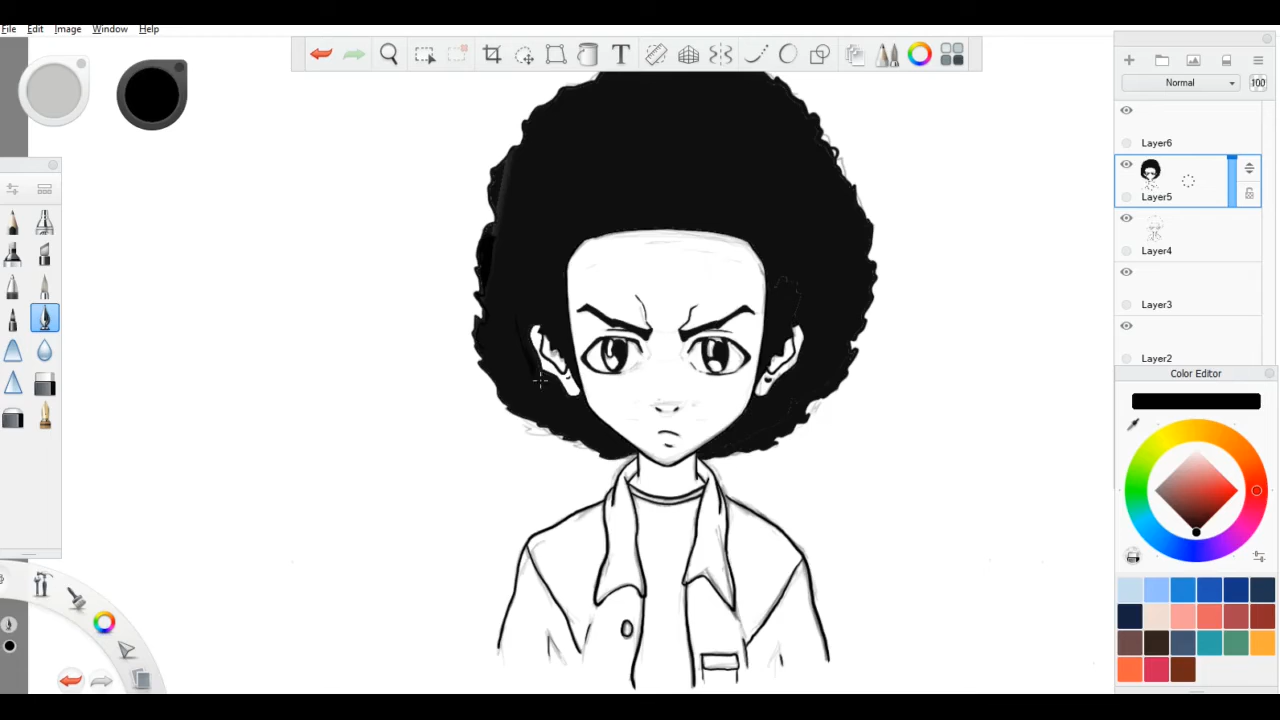 File Edit Image Window Help
Normal 100
Layer6
Layer5
Layer4
Layer3
Layer2
Color Editor